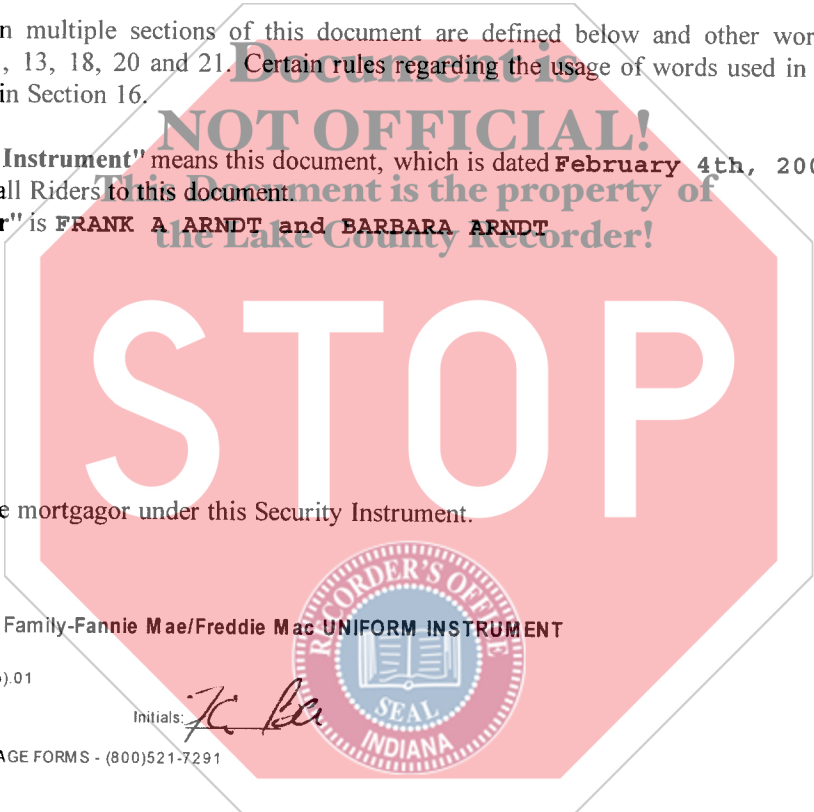 n multiple sections of this document are defined below and other wor
, 13, 18, 20 and 21. Certain rules regarding the usage of words used in
in Section 16.
Document is
NOT OFFICIAL!
This Document is the property of
the Lake County Recorder!
Instrument" means this document, which is dated February 4th, 200
all Riders to this document.
r" is FRANK A ARNDT and BARBARA ARNDT
STOP
e mortgagor under this Security Instrument.
RECORDER'S OFFICE
SEAL
INDIANA
Family-Fannie Mae/Freddie Mac UNIFORM INSTRUMENT
).01
Initials:
AGE FORMS - (800)521-7291